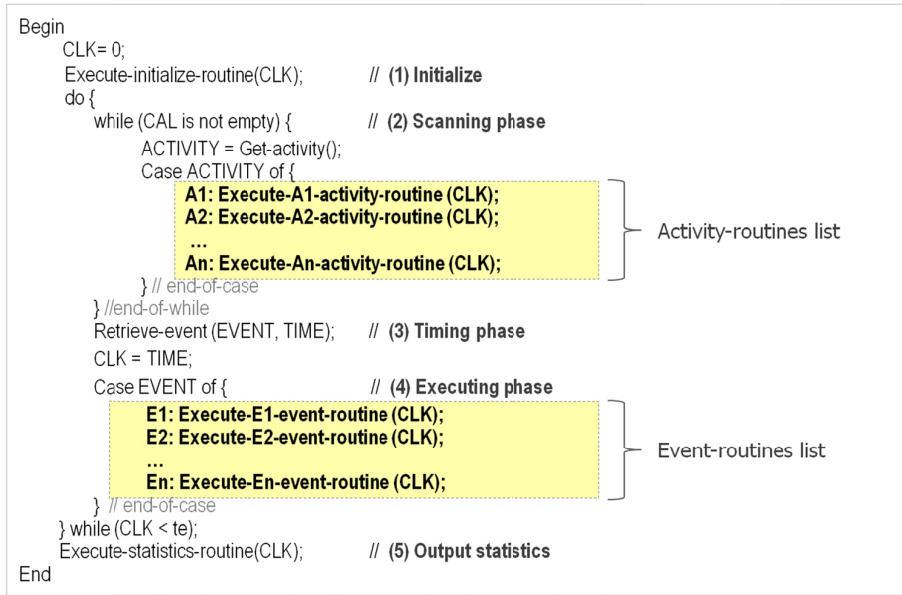 Begin
CLK= 0;
Execute-initialize-routine(CLK); // (1) Initialize
do {
while (CAL is not empty) { // (2) Scanning phase
ACTIVITY = Get-activity();
Case ACTIVITY of {
A1: Execute-A1-activity-routine (CLK);
A2: Execute-A2-activity-routine (CLK);
...
An: Execute-An-activity-routine (CLK);
Activity-routines list
} // end-of-case
} //end-of-while
Retrieve-event (EVENT, TIME); // (3) Timing phase
CLK = TIME;
Case EVENT of { // (4) Executing phase
E1: Execute-E1-event-routine (CLK);
E2: Execute-E2-event-routine (CLK);
...
En: Execute-En-event-routine (CLK);
Event-routines list
} // end-of-case
} while (CLK < te);
Execute-statistics-routine(CLK); // (5) Output statistics
End